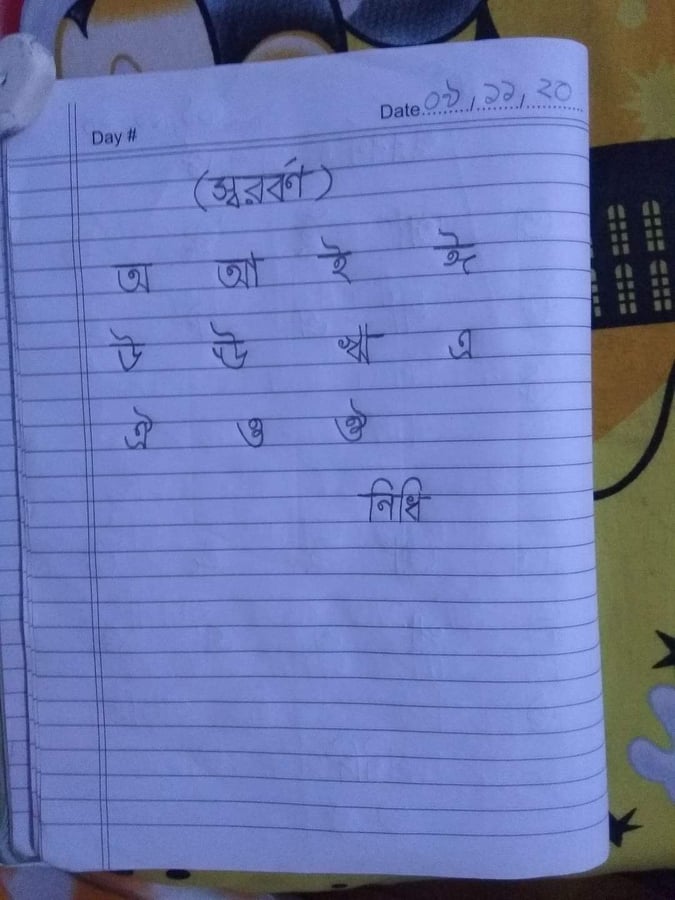 Day #
Date ০৯, ১১, ২০
(স্বরবর্ণ)
অ আ ই ঈ
উ ঊ ঋ এ
ঐ ও ঔ
নিধি